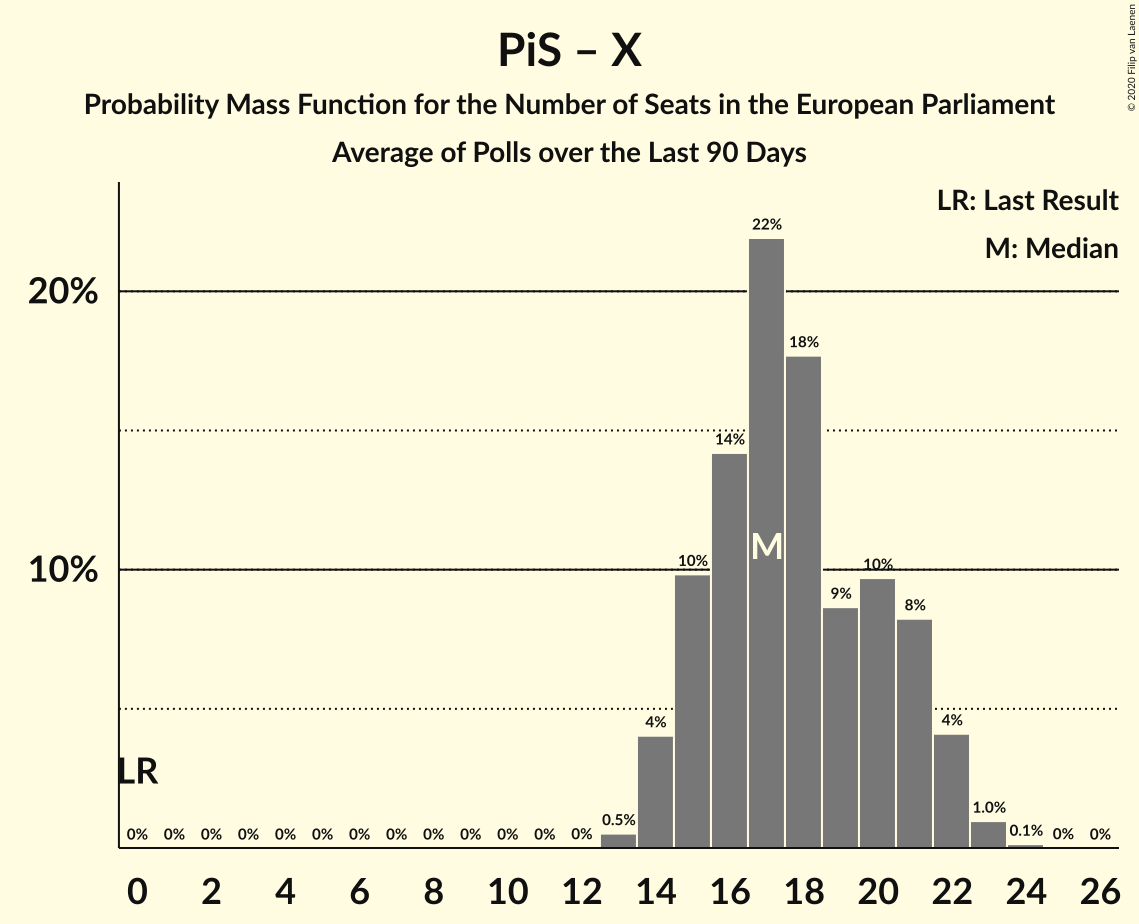 PiS – X
Probability Mass Function for the Number of Seats in the European Parliament
Average of Polls over the Last 90 Days
© 2020 Filip van Laenen
LR: Last Result
M: Median
20%
10%
22%
18%
14%
10%
9%
10%
8%
4%
4%
0.5%
1.0%
0.1%
M
LR
0% 0% 0% 0% 0% 0% 0% 0% 0% 0% 0% 0% 0% 0% 0%
0 2 4 6 8 10 12 14 16 18 20 22 24 26